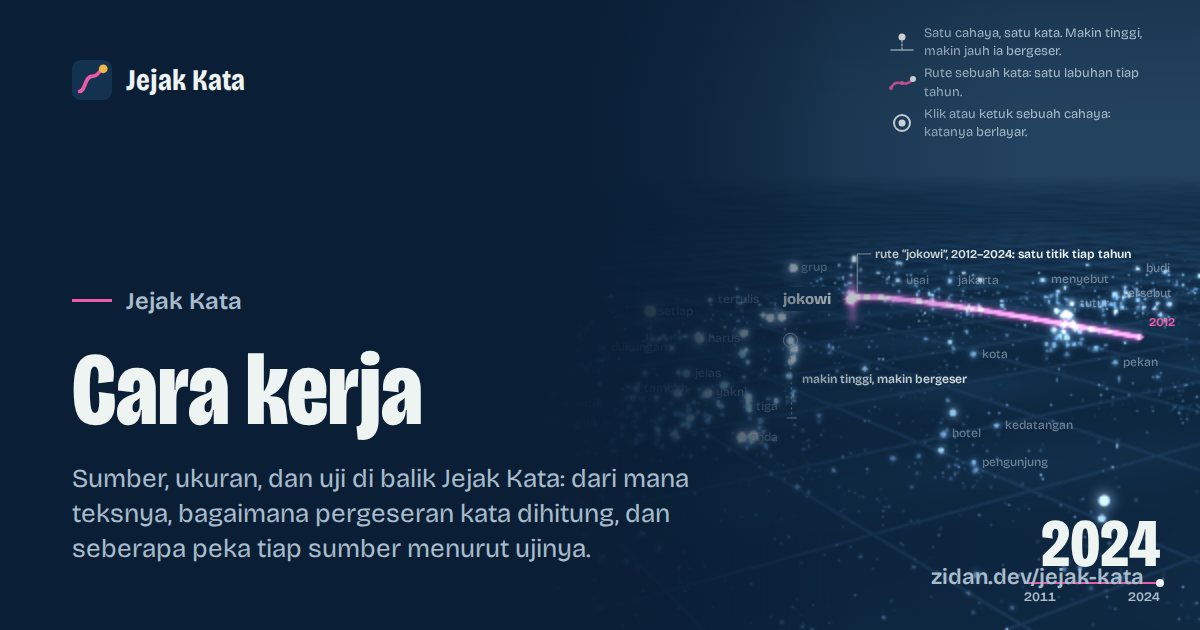 Jejak Kata
Satu cahaya, satu kata. Makin tinggi,
makin jauh ia bergeser.
Rute sebuah kata: satu labuhan tiap
tahun.
Klik atau ketuk sebuah cahaya:
katanya berlayar.
Jejak Kata
Cara kerja
Sumber, ukuran, dan uji di balik Jejak Kata: dari mana
teksnya, bagaimana pergeseran kata dihitung, dan
seberapa peka tiap sumber menurut ujinya.
rute “jokowi”, 2012–2024: satu titik tiap tahun
grup
usai
jakarta
menyebut
budi
tersebut
tertulis
jokowi
setiap
2012
harus
kota
pekan
jelas
makin tinggi, makin bergeser
yakni
tiga
hotel
kedatangan
pengunjung
2024
zidan.dev/jejak-kata
2011
2024